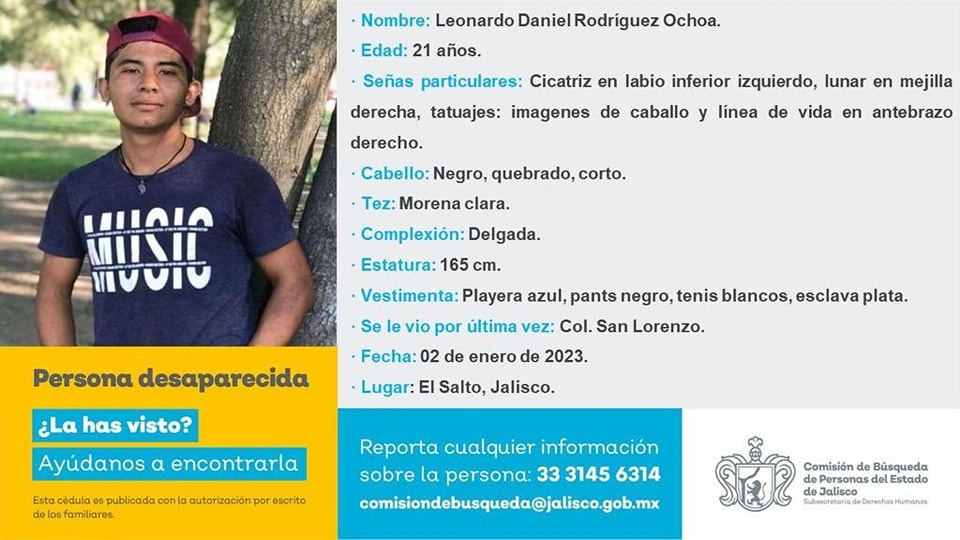 · Nombre: Leonardo Daniel Rodríguez Ochoa.
· Edad: 21 años.
· Señas particulares: Cicatriz en labio inferior izquierdo, lunar en mejilla
derecha, tatuajes: imagenes de caballo y línea de vida en antebrazo
derecho.
· Cabello: Negro, quebrado, corto.
· Tez: Morena clara.
· Complexión: Delgada.
· Estatura: 165 cm.
· Vestimenta: Playera azul, pants negro, tenis blancos, esclava plata.
· Se le vio por última vez: Col. San Lorenzo.
· Fecha: 02 de enero de 2023.
· Lugar: El Salto, Jalisco.
MUSIC
Persona desaparecida
¿La has visto?
Ayúdanos a encontrarla
Esta cédula es publicada con la autorización por escrito
de los familiares.
Reporta cualquier información
sobre la persona: 33 3145 6314
comisiondebusqueda@jalisco.gob.mx
Comisión de Búsqueda
de Personas del Estado
de Jalisco
Subsecretaría de Derechos Humanos